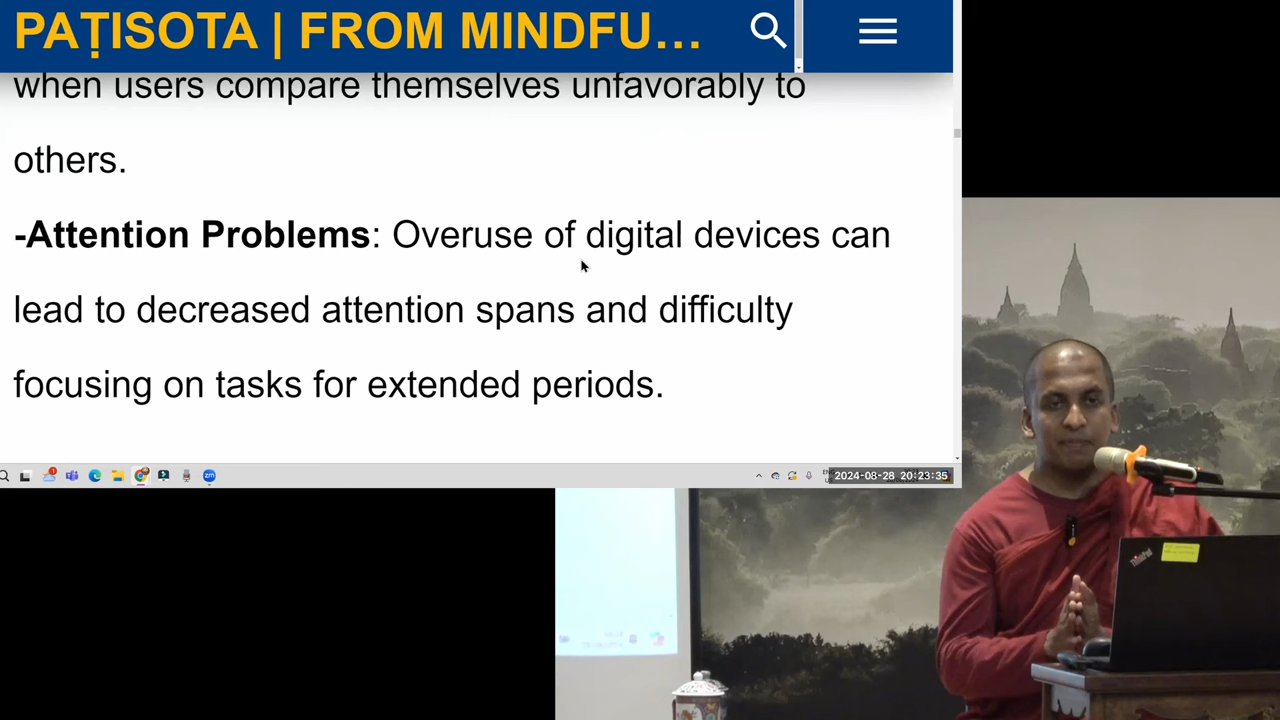 PAṬISOTA | FROM MINDFU...
when users compare themselves unfavorably to
others.
-Attention Problems: Overuse of digital devices can
lead to decreased attention spans and difficulty
focusing on tasks for extended periods.
2024-08-28 20:23:35
ThinkPad